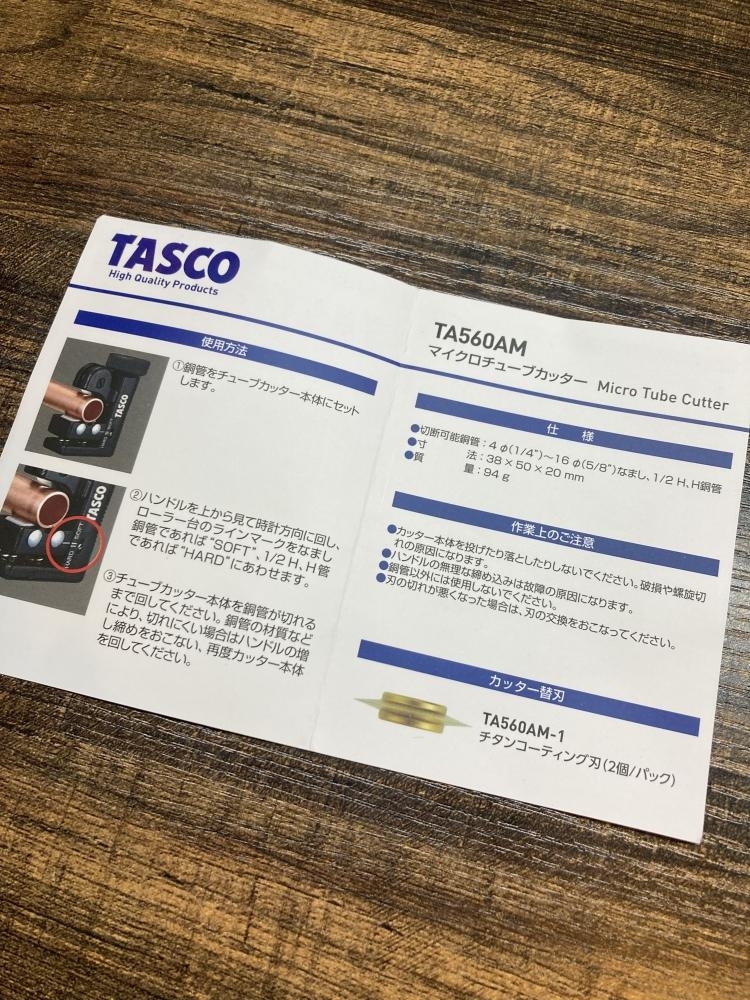 TASCO
High Quality Products
使用方法
①銅管をチューブカッター本体にセット
します。
TASCO
HARD SOFT
②ハンドルを上から見て時計方向に回し、
ローラー台のラインマークをなまし
銅管であれば“SOFT”、1/2 H、H管
であれば“HARD”にあわせます。
TASCO
HARD SOFT
③チューブカッター本体を銅管が切れる
まで回してください。銅管の材質など
により、切れにくい場合はハンドルの増
し締めをおこない、再度カッター本体
を回してください。
TA560AM
マイクロチューブカッター Micro Tube Cutter
仕 様
●切断可能銅管：4 φ(1/4”)～16 φ(5/8”)なまし、1/2 H、H銅管
●寸 法：38×50×20 mm
●質 量：94 g
作業上のご注意
●カッター本体を投げたり落としたりしないでください。破損や螺旋切
れの原因になります。
●ハンドルの無理な締め込みは故障の原因になります。
●銅管以外には使用しないでください。
●刃の切れが悪くなった場合は、刃の交換をおこなってください。
カッター替刃
TA560AM-1
チタンコーティング刃(2個/パック)